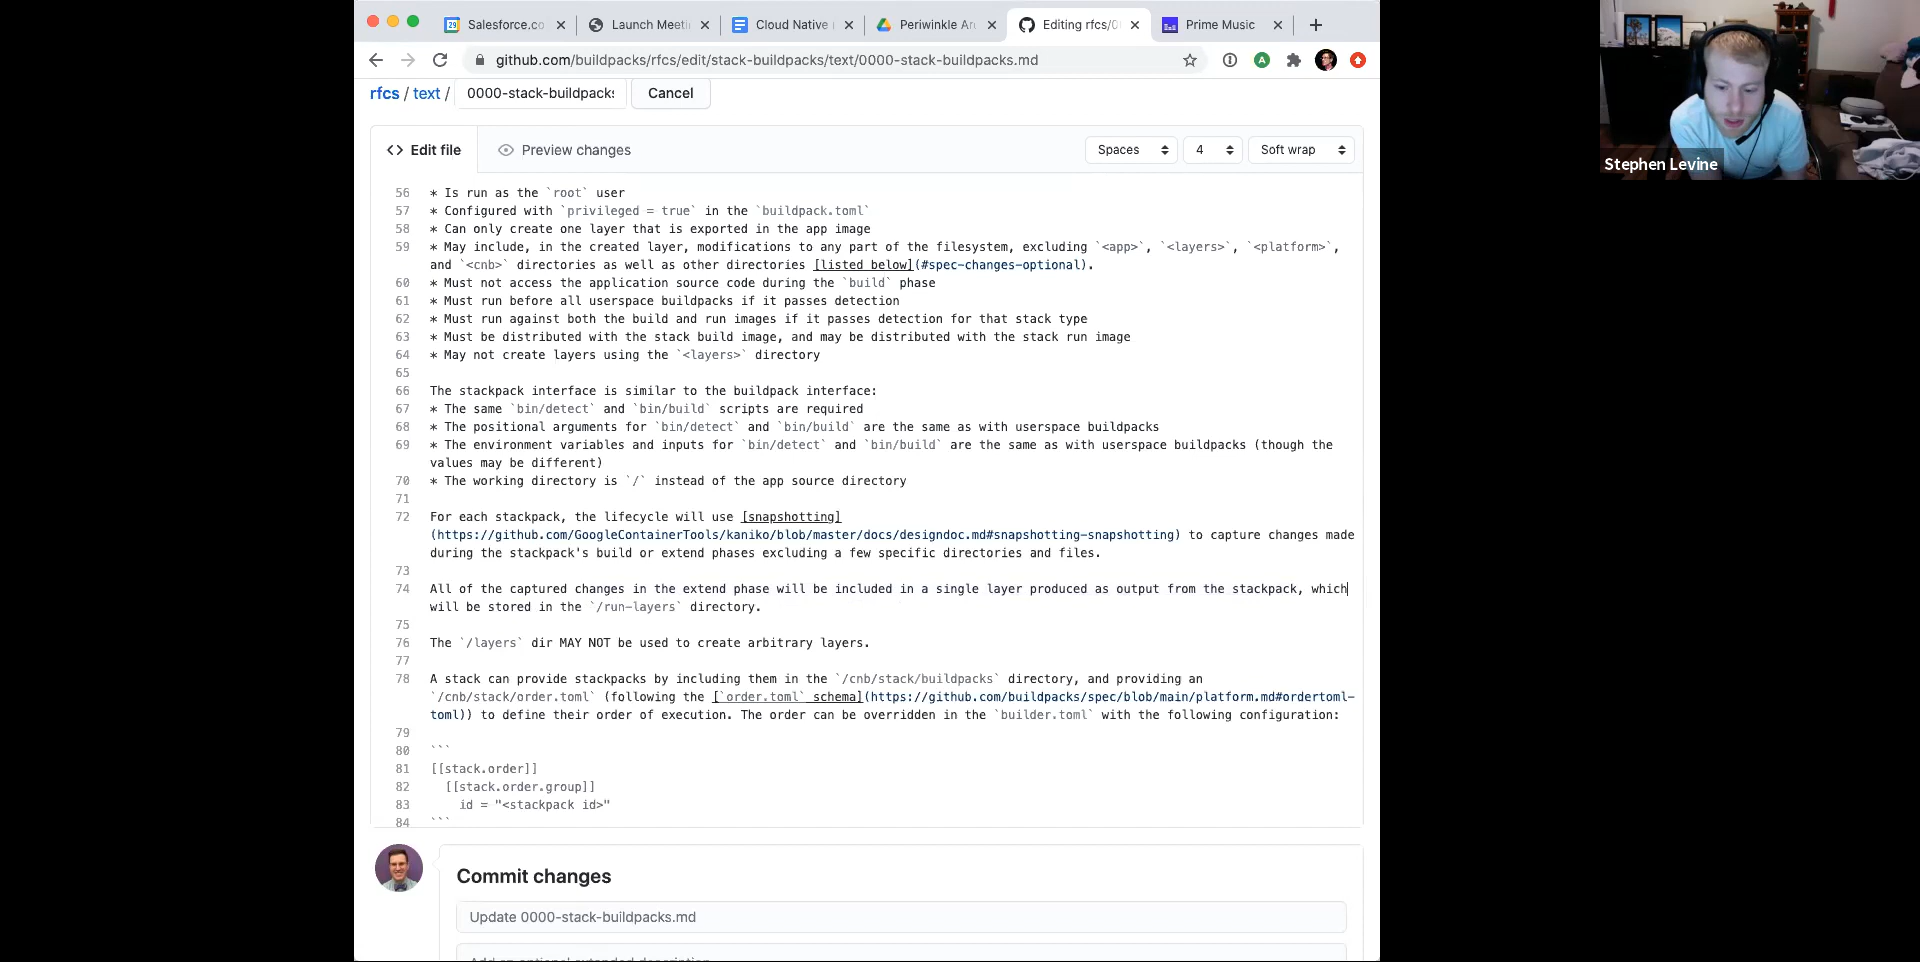 Salesforce.co
Launch Meeti
Cloud Native
Periwinkle Ar
Editing rfcs/0
Prime Music
github.com/buildpacks/rfcs/edit/stack-buildpacks/text/0000-stack-buildpacks.md
rfcs / text / 0000-stack-buildpacks Cancel
Edit file Preview changes Spaces 4 Soft wrap
56 * Is run as the `root` user
57 * Configured with `privileged = true` in the `buildpack.toml`
58 * Can only create one layer that is exported in the app image
59 * May include, in the created layer, modifications to any part of the filesystem, excluding `<app>`, `<layers>`, `<platform>`,
and `<cnb>` directories as well as other directories [listed below](#spec-changes-optional).
60 * Must not access the application source code during the `build` phase
61 * Must run before all userspace buildpacks if it passes detection
62 * Must run against both the build and run images if it passes detection for that stack type
63 * Must be distributed with the stack build image, and may be distributed with the stack run image
64 * May not create layers using the `<layers>` directory
65
66 The stackpack interface is similar to the buildpack interface:
67 * The same `bin/detect` and `bin/build` scripts are required
68 * The positional arguments for `bin/detect` and `bin/build` are the same as with userspace buildpacks
69 * The environment variables and inputs for `bin/detect` and `bin/build` are the same as with userspace buildpacks (though the
values may be different)
70 * The working directory is `/` instead of the app source directory
71
72 For each stackpack, the lifecycle will use [snapshotting]
(https://github.com/GoogleContainerTools/kaniko/blob/master/docs/designdoc.md#snapshotting-snapshotting) to capture changes made
during the stackpack's build or extend phases excluding a few specific directories and files.
73
74 All of the captured changes in the extend phase will be included in a single layer produced as output from the stackpack, which
will be stored in the `/run-layers` directory.
75
76 The `/layers` dir MAY NOT be used to create arbitrary layers.
77
78 A stack can provide stackpacks by including them in the `/cnb/stack/buildpacks` directory, and providing an
`/cnb/stack/order.toml` (following the [`order.toml` schema](https://github.com/buildpacks/spec/blob/main/platform.md#ordertoml-
toml)) to define their order of execution. The order can be overridden in the `builder.toml` with the following configuration:
79
80 ```
81 [[stack.order]]
82 [[stack.order.group]]
83 id = "<stackpack id>"
84 ```
Commit changes
Update 0000-stack-buildpacks.md
Add an optional extended description
Stephen Levine